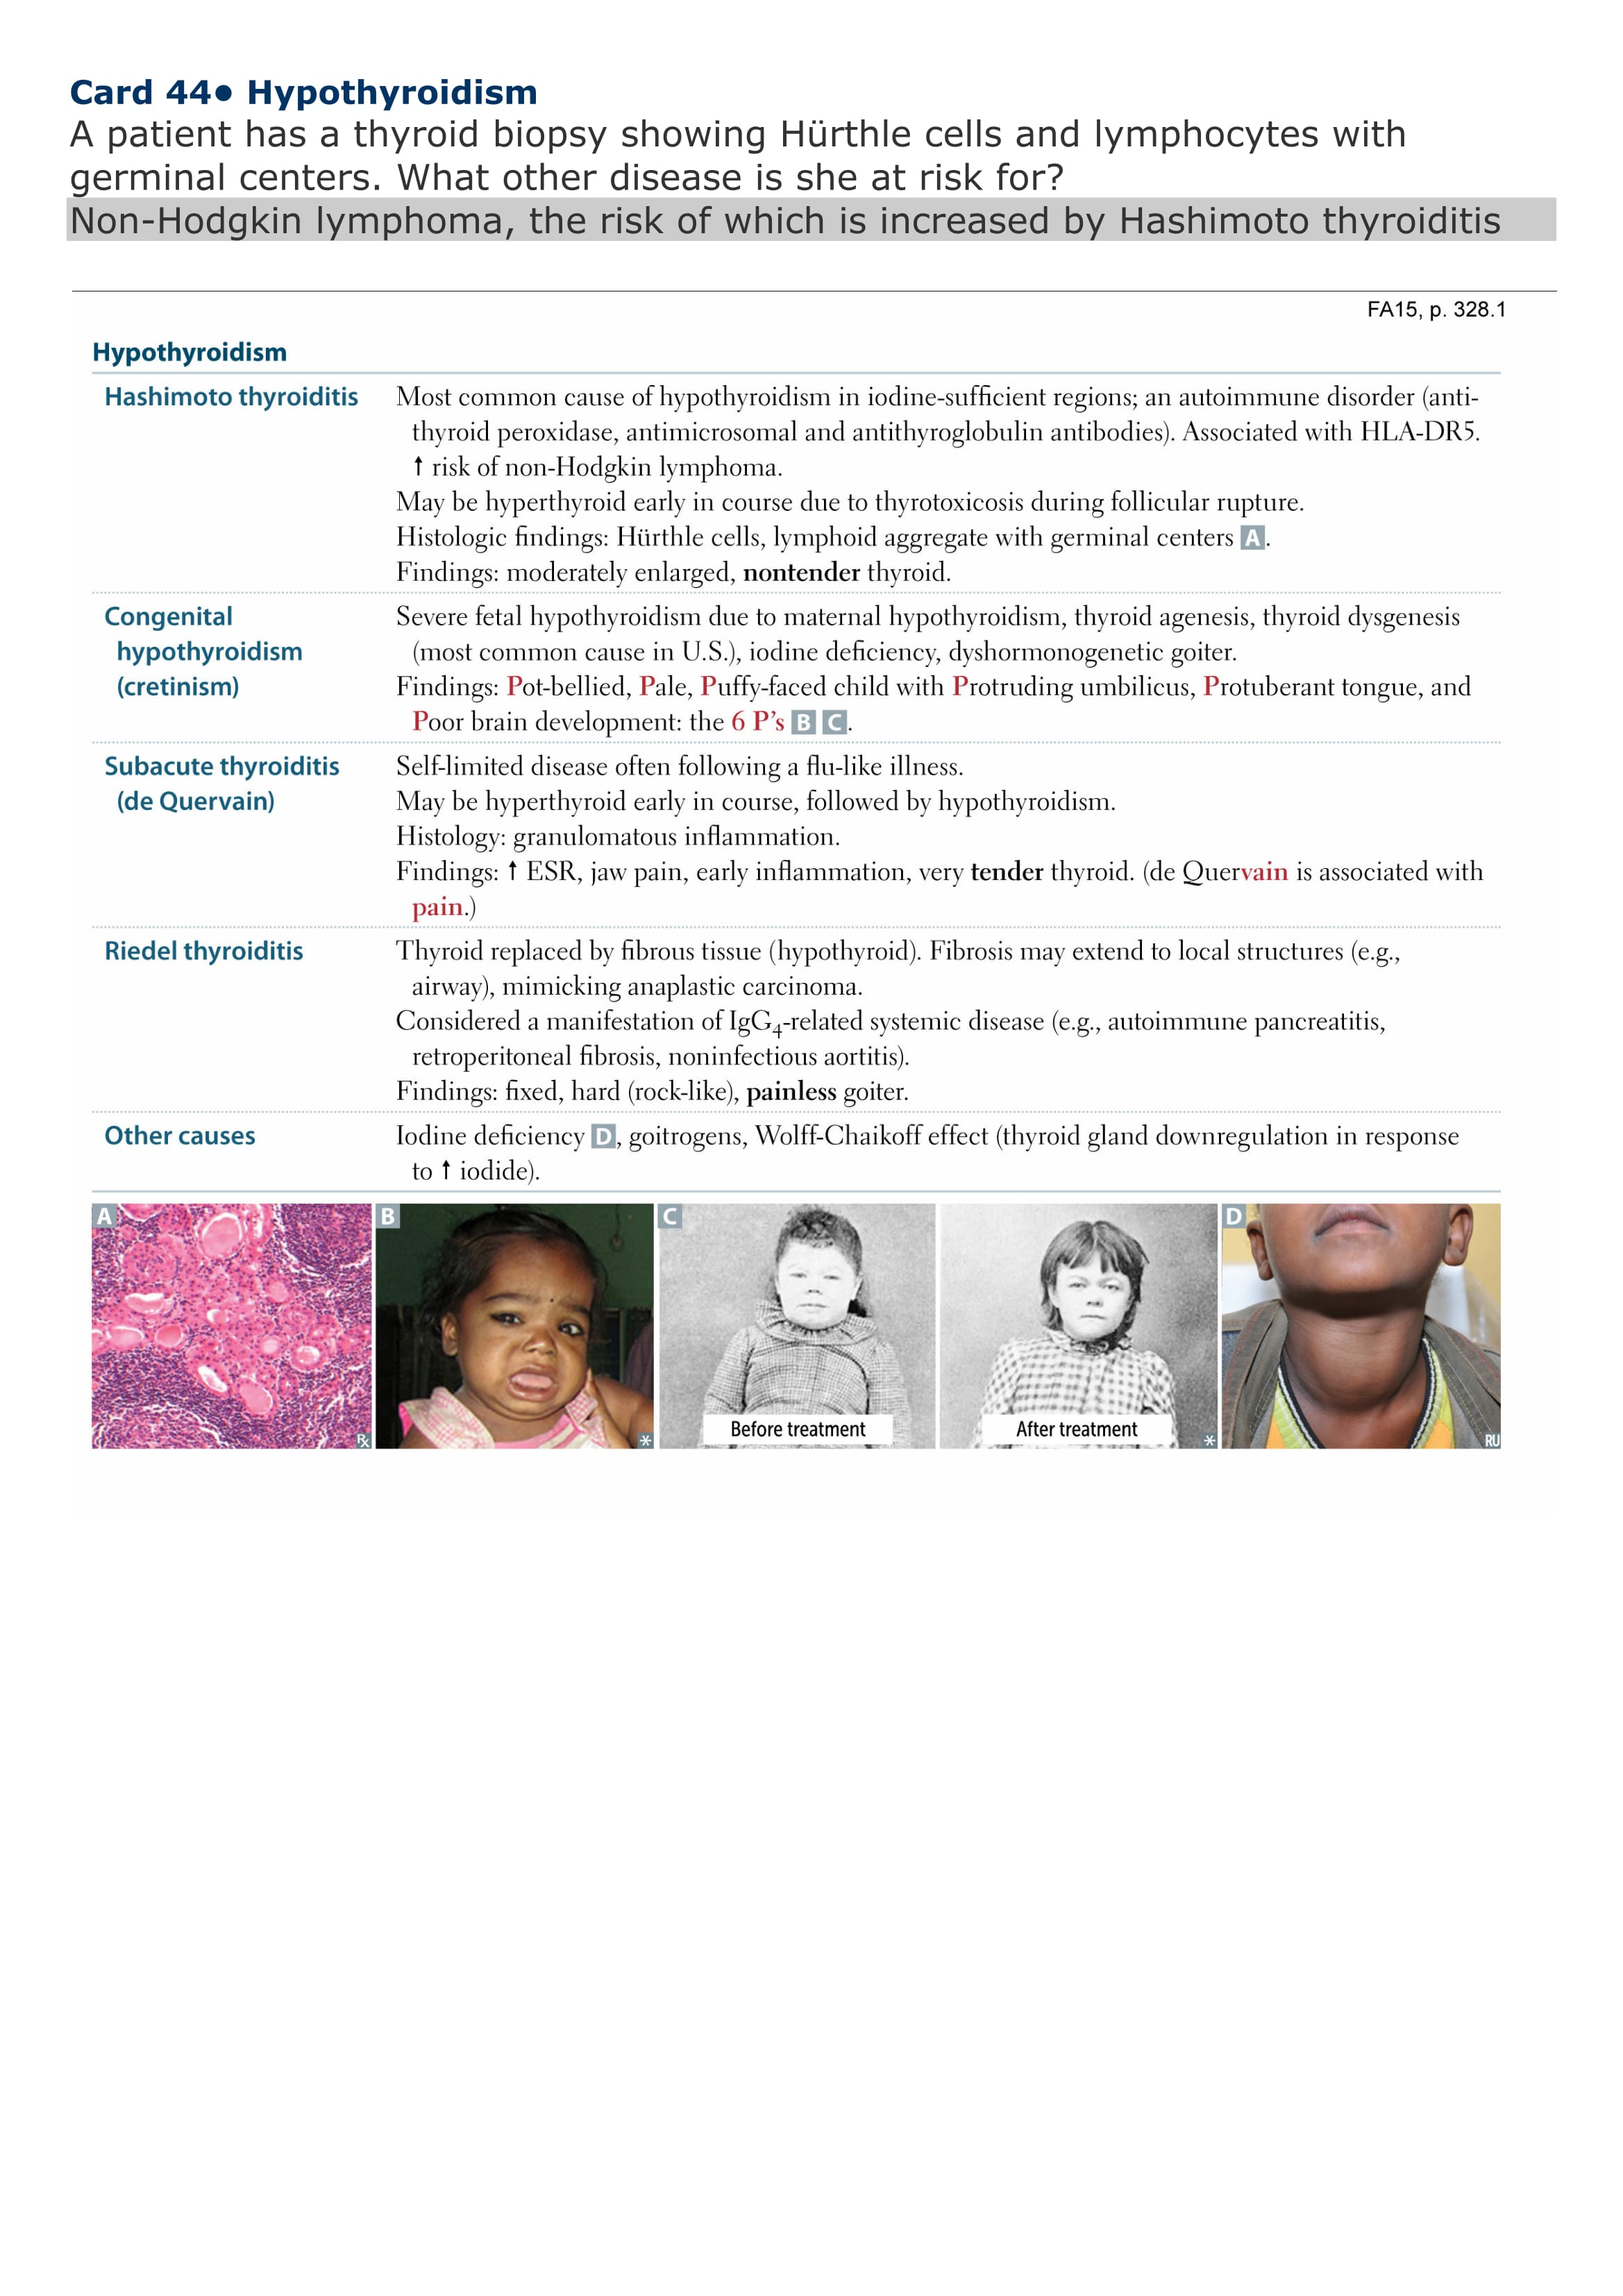 Card 44• Hypothyroidism
A patient has a thyroid biopsy showing Hürthle cells and lymphocytes with
germinal centers. What other disease is she at risk for?
Non-Hodgkin lymphoma, the risk of which is increased by Hashimoto thyroiditis
FA15, p. 328.1
Hypothyroidism
Hashimoto thyroiditis
Most common cause of hypothyroidism in iodine-sufficient regions; an autoimmune disorder (anti-
thyroid peroxidase, antimicrosomal and antithyroglobulin antibodies). Associated with HLA-DR5.
↑ risk of non-Hodgkin lymphoma.
May be hyperthyroid early in course due to thyrotoxicosis during follicular rupture.
Histologic findings: Hürthle cells, lymphoid aggregate with germinal centers A.
Findings: moderately enlarged, nontender thyroid.
Congenital
hypothyroidism
(cretinism)
Severe fetal hypothyroidism due to maternal hypothyroidism, thyroid agenesis, thyroid dysgenesis
(most common cause in U.S.), iodine deficiency, dyshormonogenetic goiter.
Findings: Pot-bellied, Pale, Puffy-faced child with Protruding umbilicus, Protuberant tongue, and
Poor brain development: the 6 P's B C.
Subacute thyroiditis
(de Quervain)
Self-limited disease often following a flu-like illness.
May be hyperthyroid early in course, followed by hypothyroidism.
Histology: granulomatous inflammation.
Findings: ↑ ESR, jaw pain, early inflammation, very tender thyroid. (de Quervain is associated with
pain.)
Riedel thyroiditis
Thyroid replaced by fibrous tissue (hypothyroid). Fibrosis may extend to local structures (e.g.,
airway), mimicking anaplastic carcinoma.
Considered a manifestation of IgG4-related systemic disease (e.g., autoimmune pancreatitis,
retroperitoneal fibrosis, noninfectious aortitis).
Findings: fixed, hard (rock-like), painless goiter.
Other causes
Iodine deficiency D, goitrogens, Wolff-Chaikoff effect (thyroid gland downregulation in response
to ↑ iodide).
A
B
C
D
Before treatment
After treatment
℞
*
*
RU